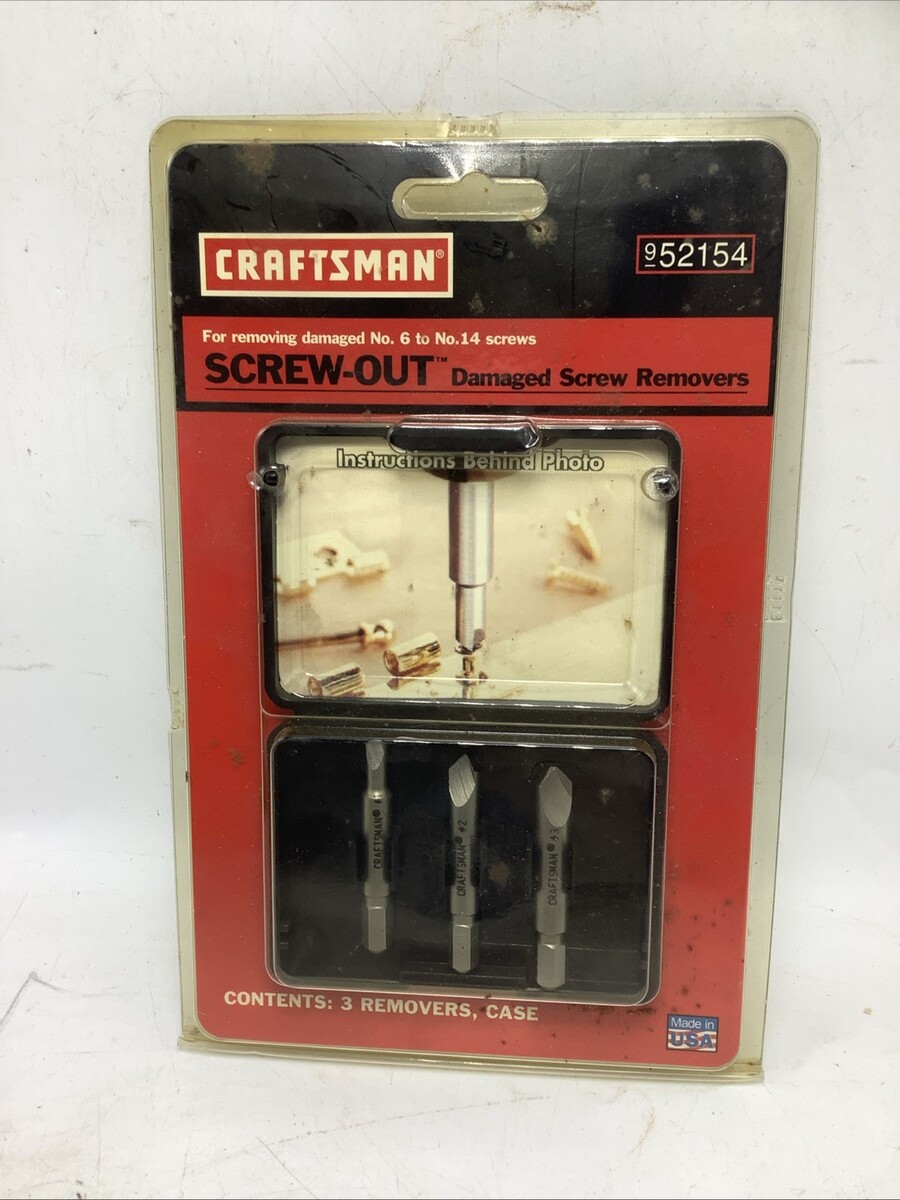 CRAFTSMAN®
952154
For removing damaged No. 6 to No.14 screws
SCREW-OUT™ Damaged Screw Removers
Instructions Behind Photo
CRAFTSMAN®
CRAFTSMAN® #2
CRAFTSMAN® #3
CONTENTS: 3 REMOVERS, CASE
Made in
USA